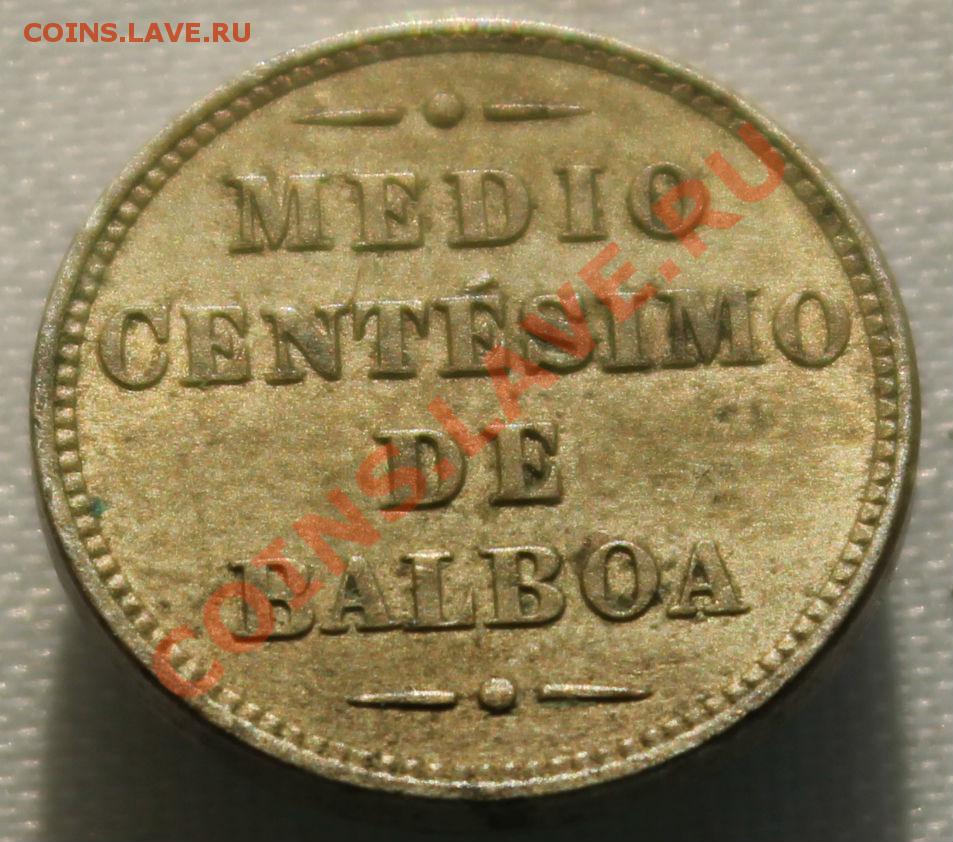 COINS.LAVE.RU
MEDIO
CENTÉSIMO
DE
BALBOA
COINS.LAVE.RU